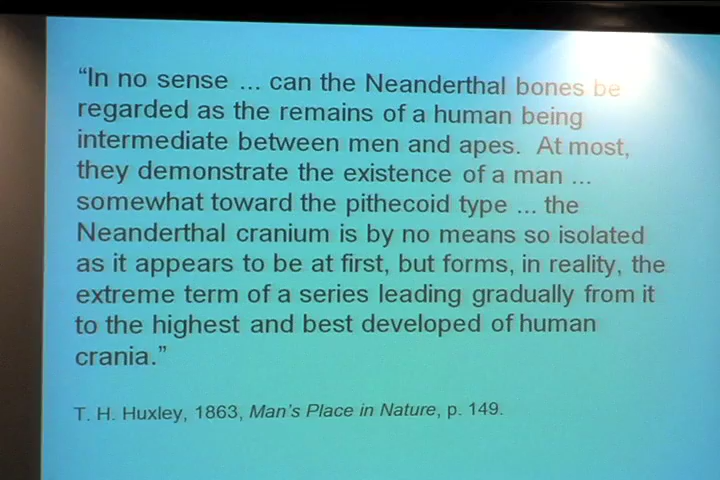 “In no sense ... can the Neanderthal bones be
regarded as the remains of a human being
intermediate between men and apes.  At most,
they demonstrate the existence of a man ...
somewhat toward the pithecoid type ... the
Neanderthal cranium is by no means so isolated
as it appears to be at first, but forms, in reality, the
extreme term of a series leading gradually from it
to the highest and best developed of human
crania.”
T. H. Huxley, 1863, Man’s Place in Nature, p. 149.